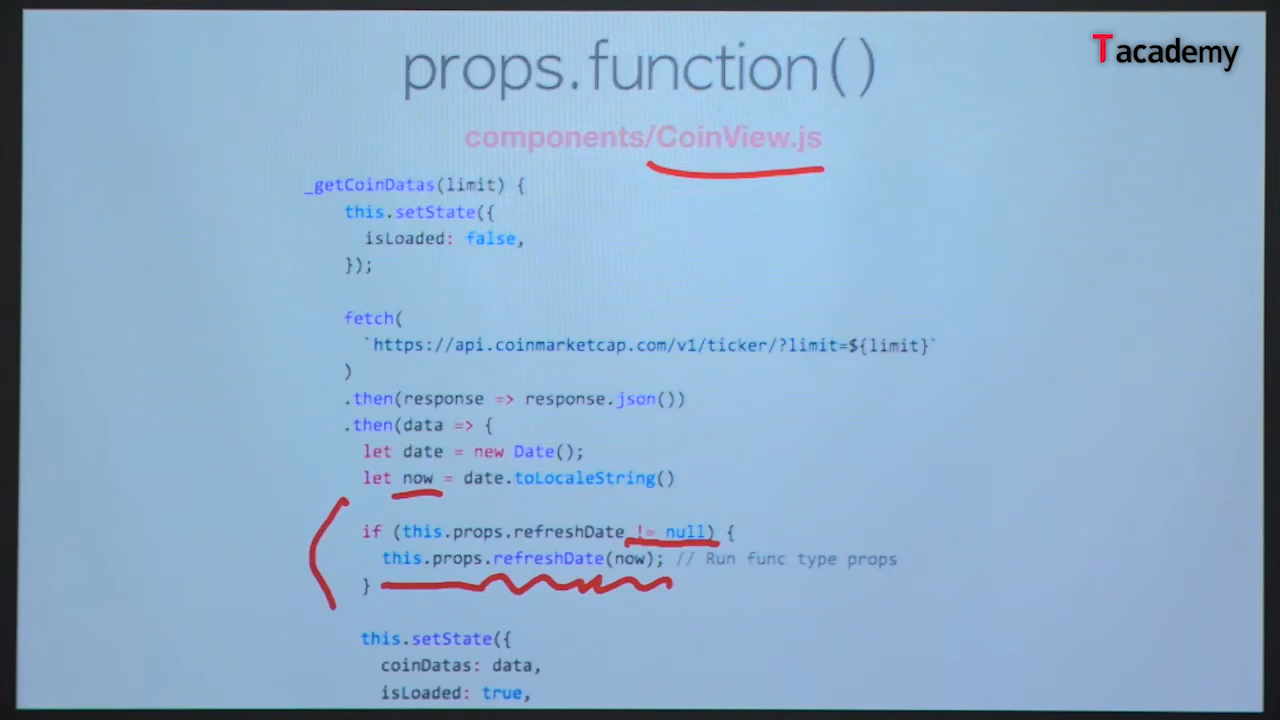 props.function()
Tacademy
components/CoinView.js
_getCoinDatas(limit) {
this.setState({
isLoaded: false,
});
fetch(
`https://api.coinmarketcap.com/v1/ticker/?limit=${limit}`
)
.then(response => response.json())
.then(data => {
let date = new Date();
let now = date.toLocaleString()
if (this.props.refreshDate != null) {
this.props.refreshDate(now); // Run func type props
}
this.setState({
coinDatas: data,
isLoaded: true,